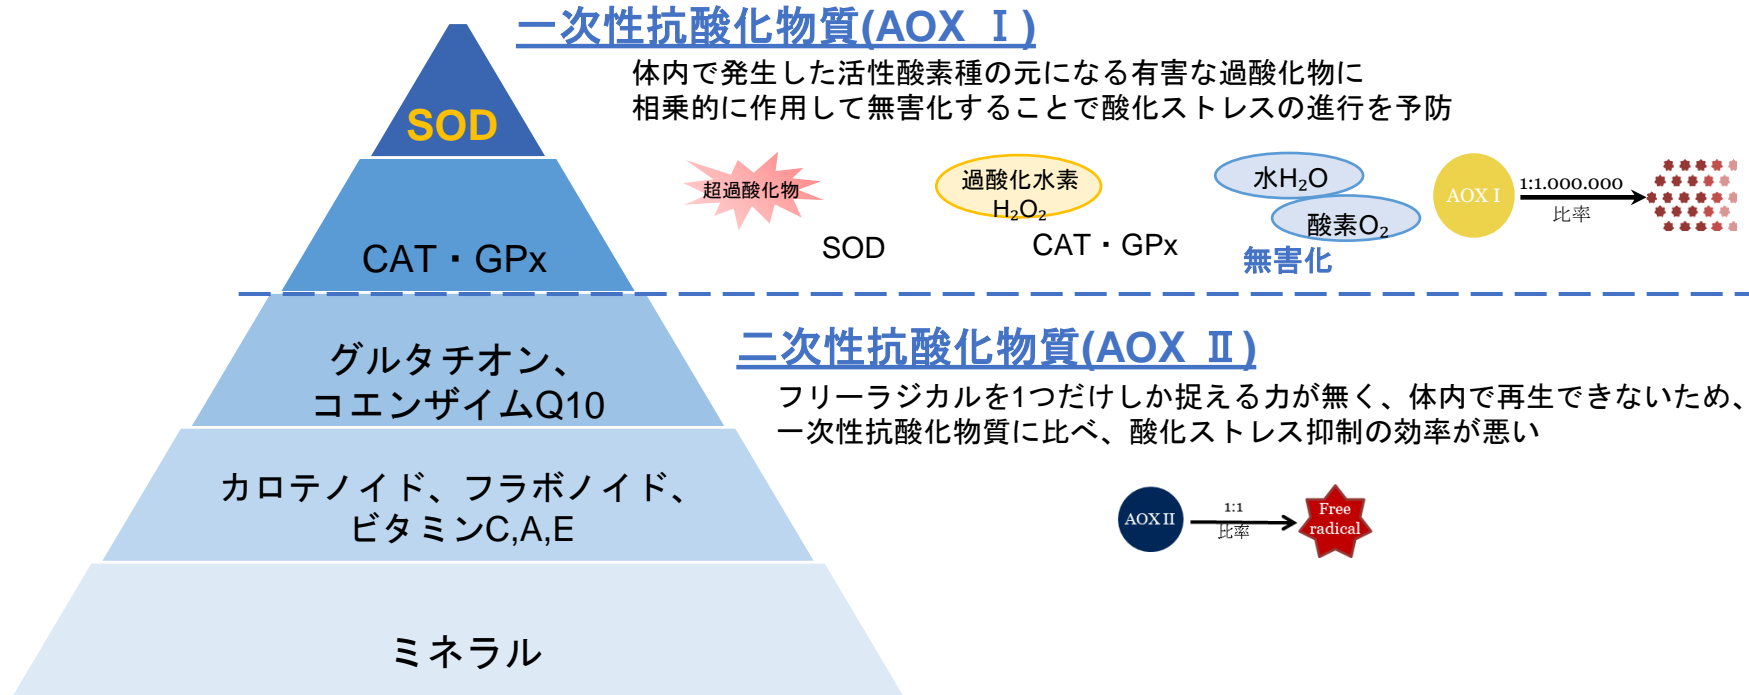 一次性抗酸化物質(AOX Ⅰ)
体内で発生した活性酸素種の元になる有害な過酸化物に
相乗的に作用して無害化することで酸化ストレスの進行を予防
SOD
超過酸化物
SOD
過酸化水素
H₂O₂
CAT・GPx
水H₂O
酸素O₂
無害化
AOX I
1:1.000.000
比率
CAT・GPx
二次性抗酸化物質(AOX Ⅱ)
フリーラジカルを1つだけしか捉える力が無く、体内で再生できないため、
一次性抗酸化物質に比べ、酸化ストレス抑制の効率が悪い
グルタチオン、
コエンザイムQ10
カロテノイド、フラボノイド、
ビタミンC,A,E
AOX II
1:1
比率
Free
radical
ミネラル